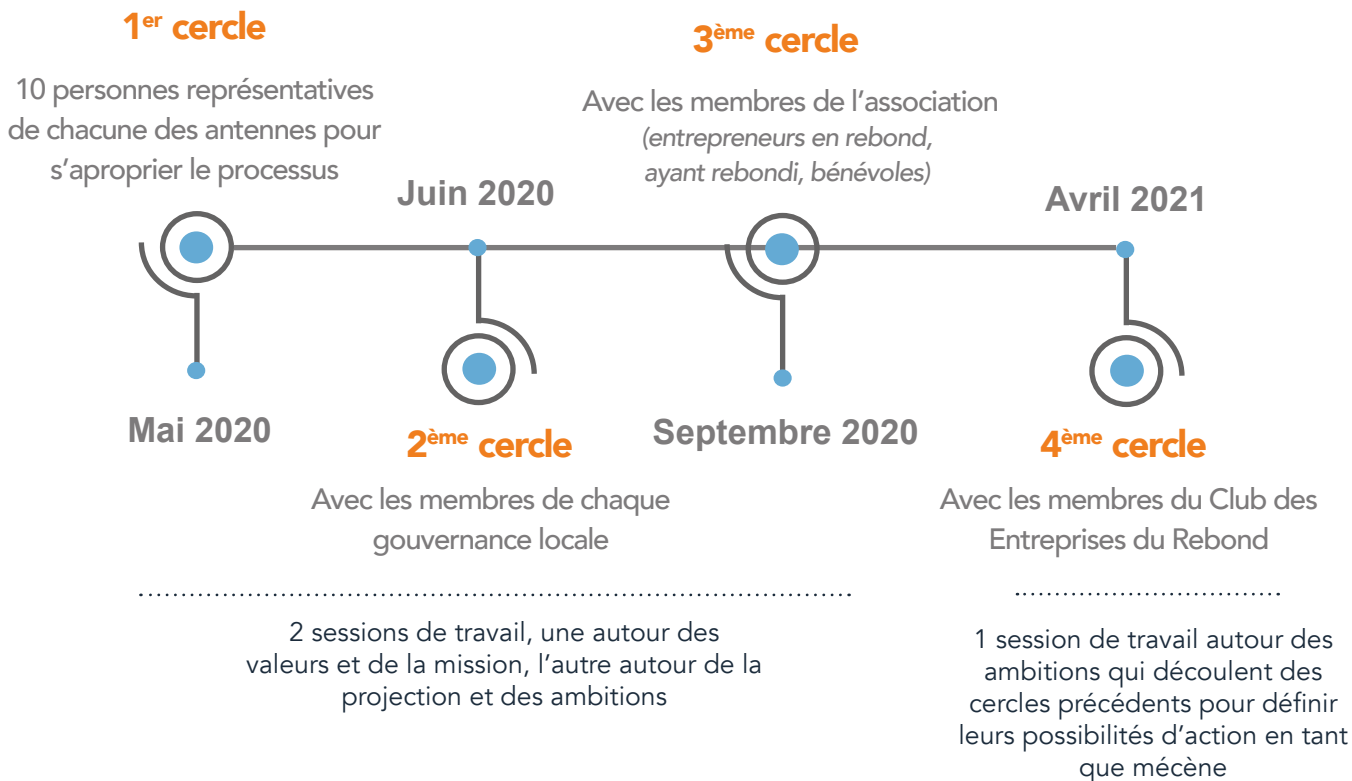 1er cercle
10 personnes représentatives
de chacune des antennes pour
s'aproprier le processus
Mai 2020
Juin 2020
2ème cercle
Avec les membres de chaque
gouvernance locale
3ème cercle
Avec les membres de l'association
(entrepreneurs en rebond,
ayant rebondi, bénévoles)
Septembre 2020
Avril 2021
4ème cercle
Avec les membres du Club des
Entreprises du Rebond
2 sessions de travail, une autour des
valeurs et de la mission, l'autre autour de la
projection et des ambitions
1 session de travail autour des
ambitions qui découlent des
cercles précédents pour définir
leurs possibilités d'action en tant
que mécène